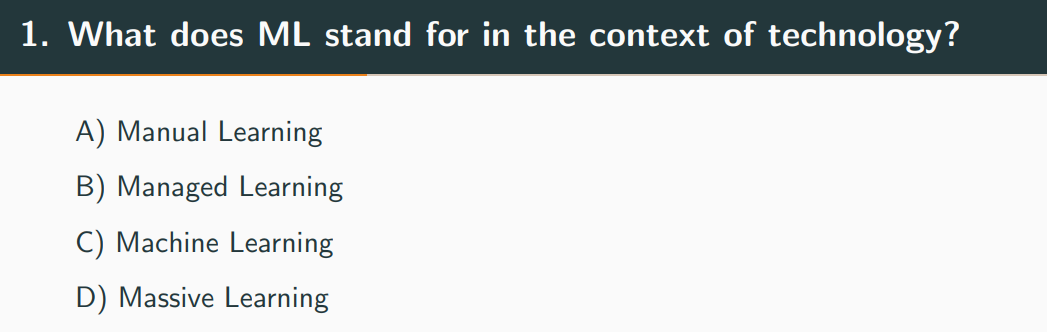 1. What does ML stand for in the context of technology?
A) Manual Learning
B) Managed Learning
C) Machine Learning
D) Massive Learning